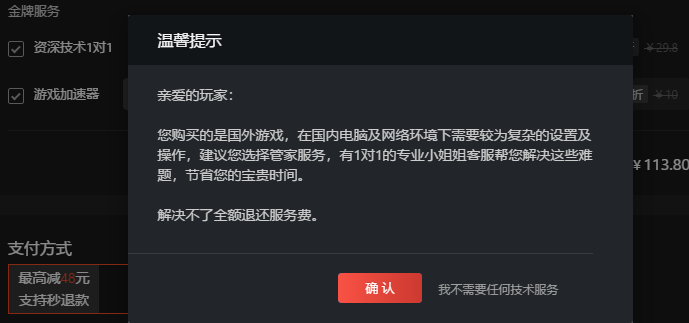 金牌服务
温馨提示
资深技术1对1
¥29.8
亲爱的玩家：
游戏加速器
折
¥10
您购买的是国外游戏，在国内电脑及网络环境下需要较为复杂的设置及
操作，建议您选择管家服务，有1对1的专业小姐姐客服帮您解决这些难
题，节省您的宝贵时间。
¥113.80
解决不了全额退还服务费。
支付方式
最高减48元
支持秒退款
确 认
我不需要任何技术服务